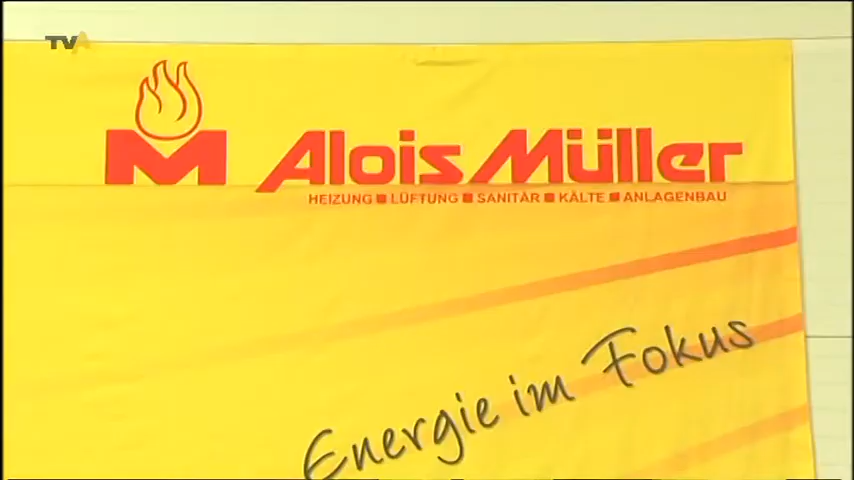 TVA
M Alois Müller
HEIZUNG ■ LÜFTUNG ■ SANITÄR ■ KÄLTE ■ ANLAGENBAU
Energie im Fokus